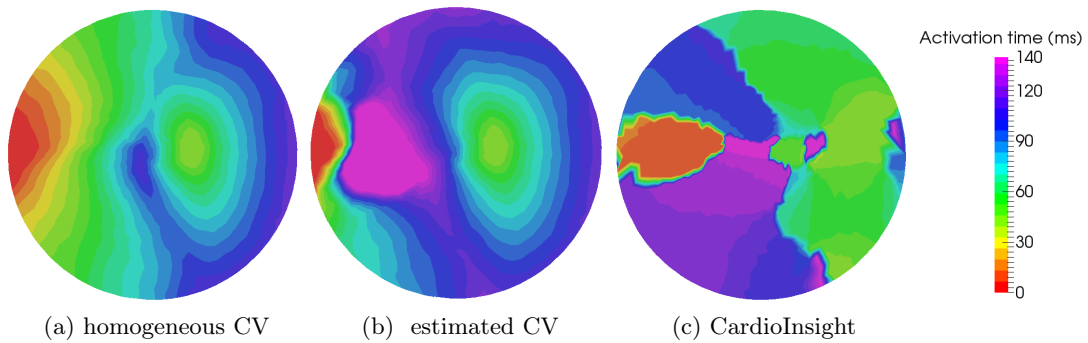 Activation time (ms)
140
120
90
60
30
0
(a) homogeneous CV
(b) estimated CV
(c) CardioInsight